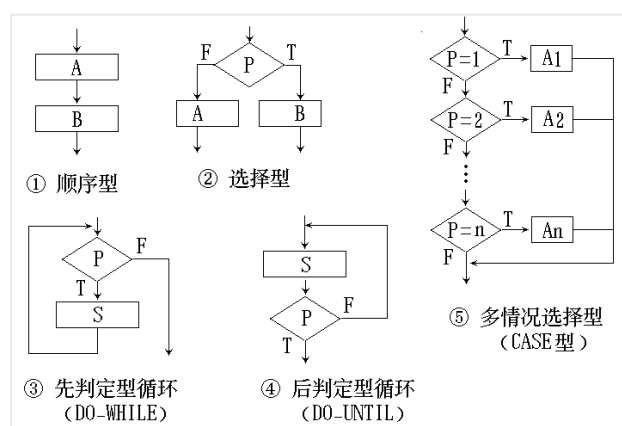 A
B
① 顺序型
F
P
T
A
B
② 选择型
P=1
T
A1
F
P=2
T
A2
F
P=n
T
An
F
⑤ 多情况选择型
（CASE型）
P
F
T
S
③ 先判定型循环
（DO-WHILE）
S
P
F
T
④ 后判定型循环
（DO-UNTIL）